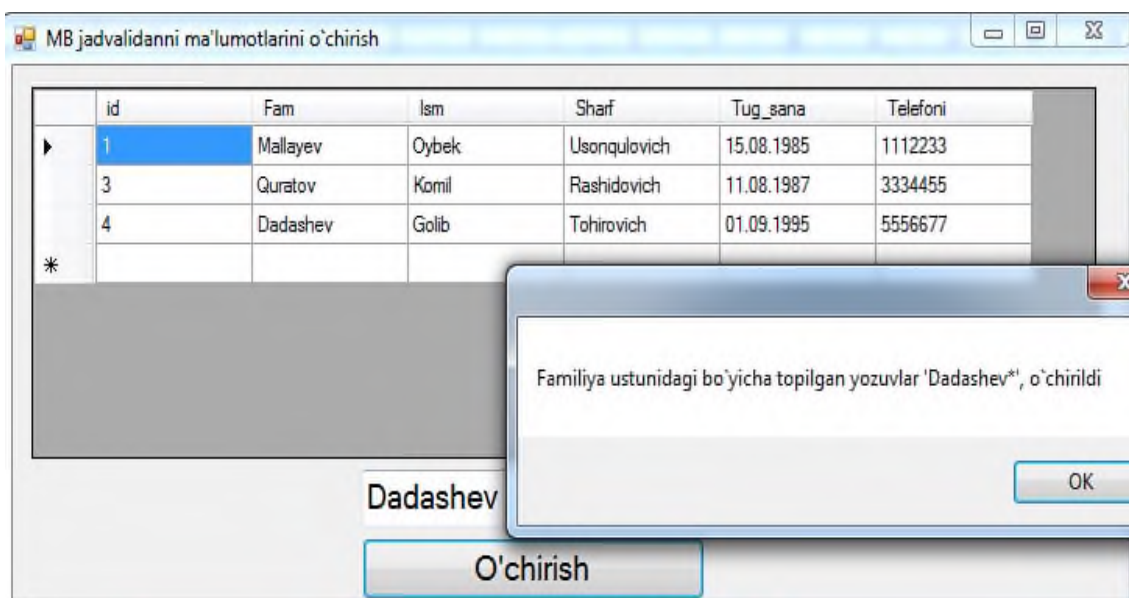 MB jadvalidanni ma'lumotlarini o`chirish
id Fam Ism Sharf Tug_sana Telefoni
1 Mallayev Oybek Usonqulovich 15.08.1985 1112233
3 Quratov Komil Rashidovich 11.08.1987 3334455
4 Dadashev Golib Tohirovich 01.09.1995 5556677
Familiya ustunidagi bo`yicha topilgan yozuvlar 'Dadashev*', o`chirildi
OK
Dadashev
O'chirish